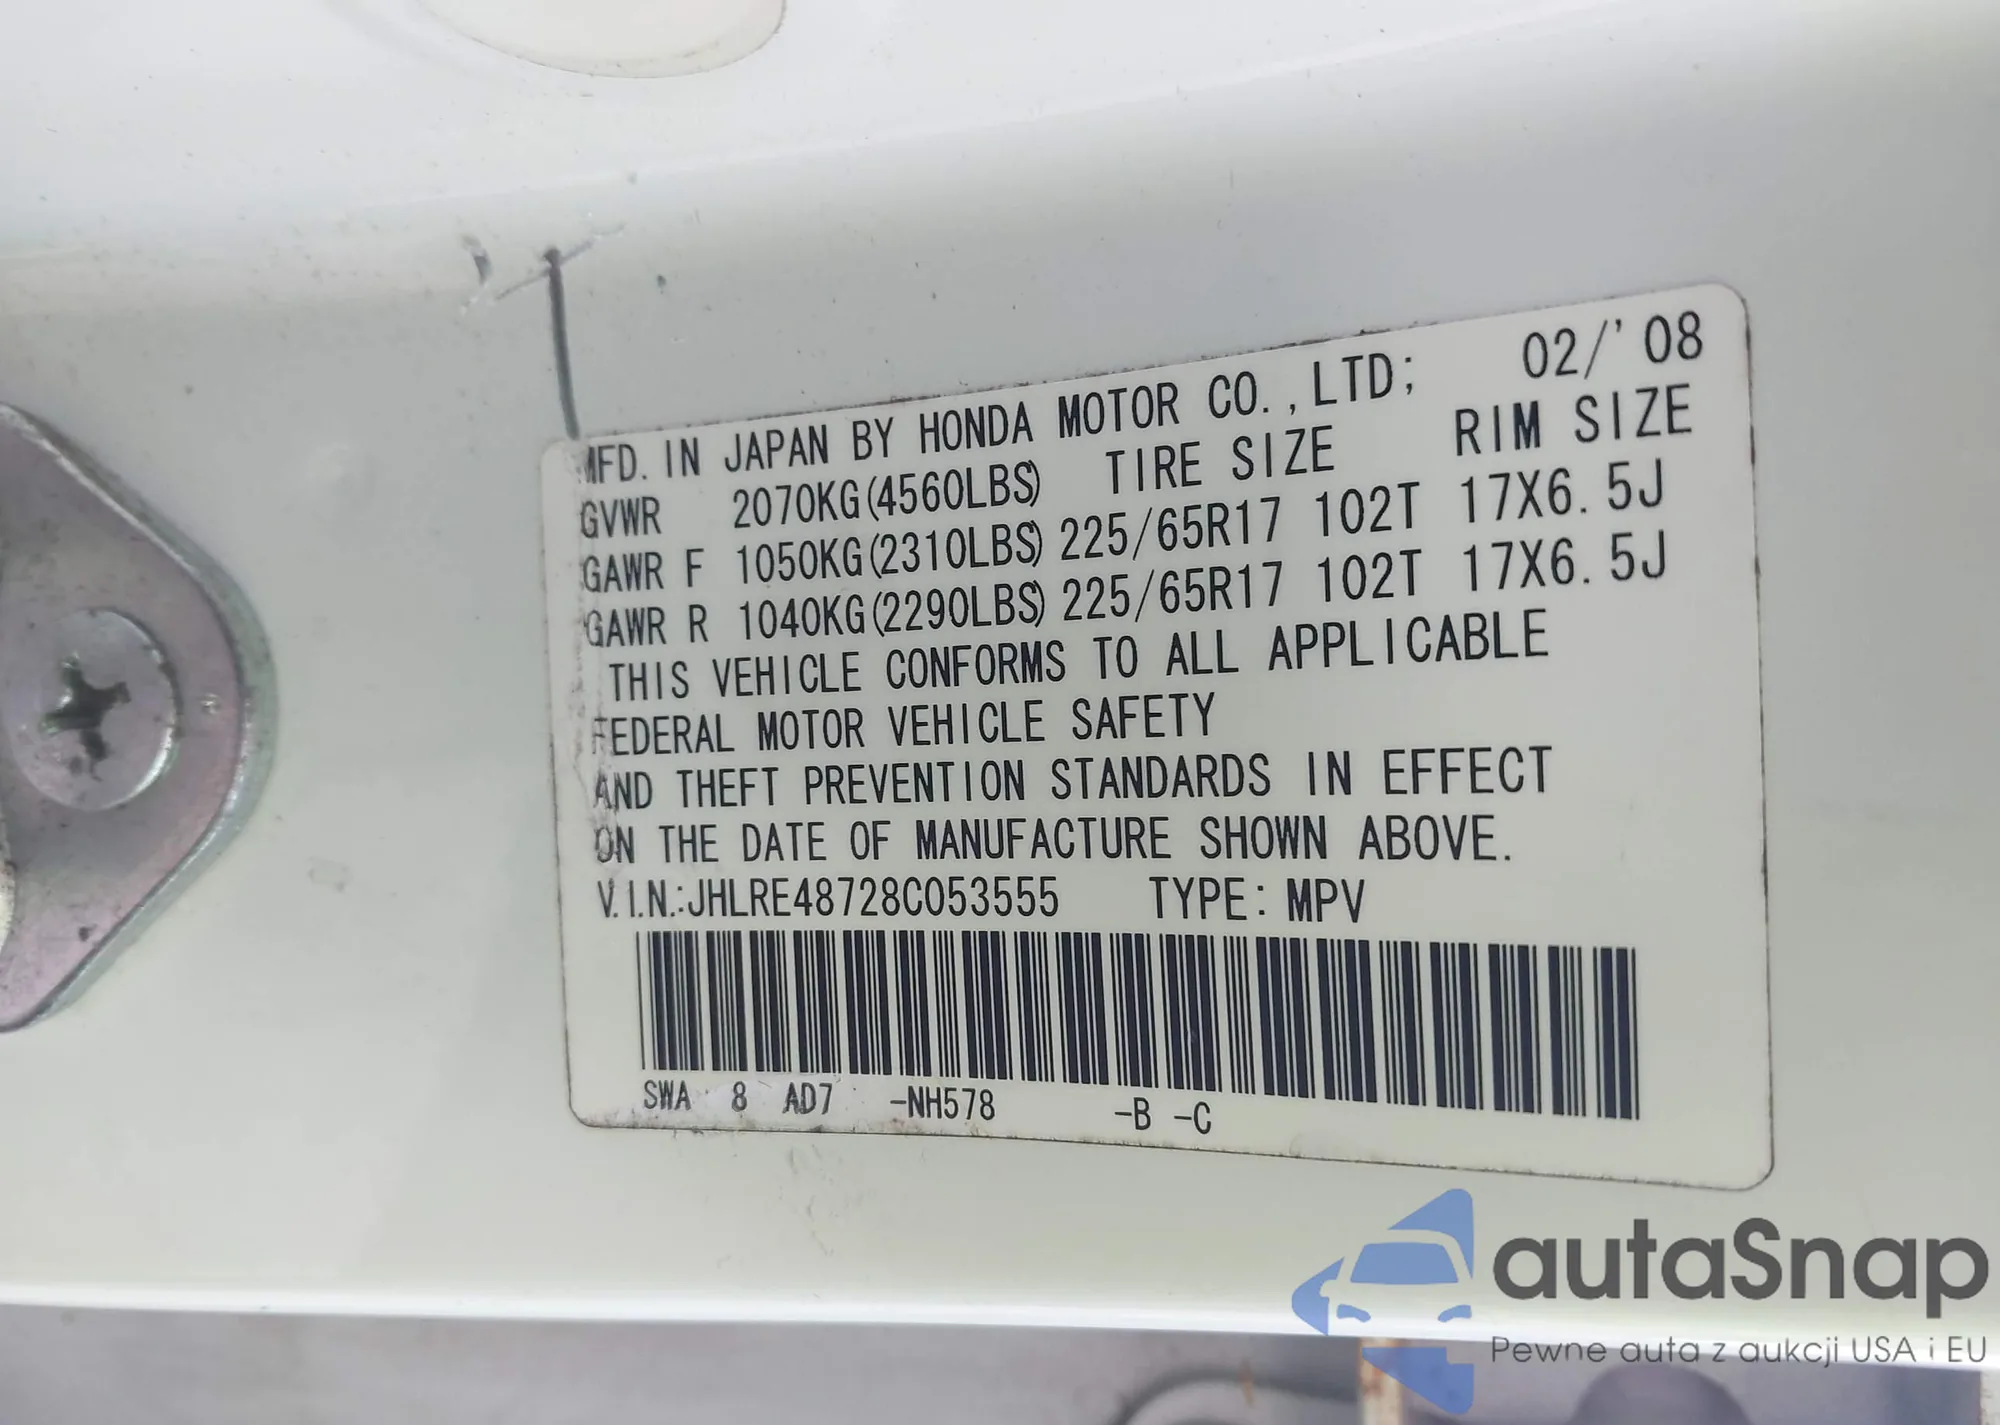 MFD. IN JAPAN BY HONDA MOTOR CO., LTD; 02/'08
GVWR 2070KG(4560LBS) TIRE SIZE RIM SIZE
GAWR F 1050KG(2310LBS) 225/65R17 102T 17X6.5J
GAWR R 1040KG(2290LBS) 225/65R17 102T 17X6.5J
THIS VEHICLE CONFORMS TO ALL APPLICABLE
FEDERAL MOTOR VEHICLE SAFETY
AND THEFT PREVENTION STANDARDS IN EFFECT
ON THE DATE OF MANUFACTURE SHOWN ABOVE.
V.I.N.:JHLRE48728C053555 TYPE: MPV
SWA 8 AD7 -NH578 -B -C
autaSnap
Pewne auta z aukcji USA i EU